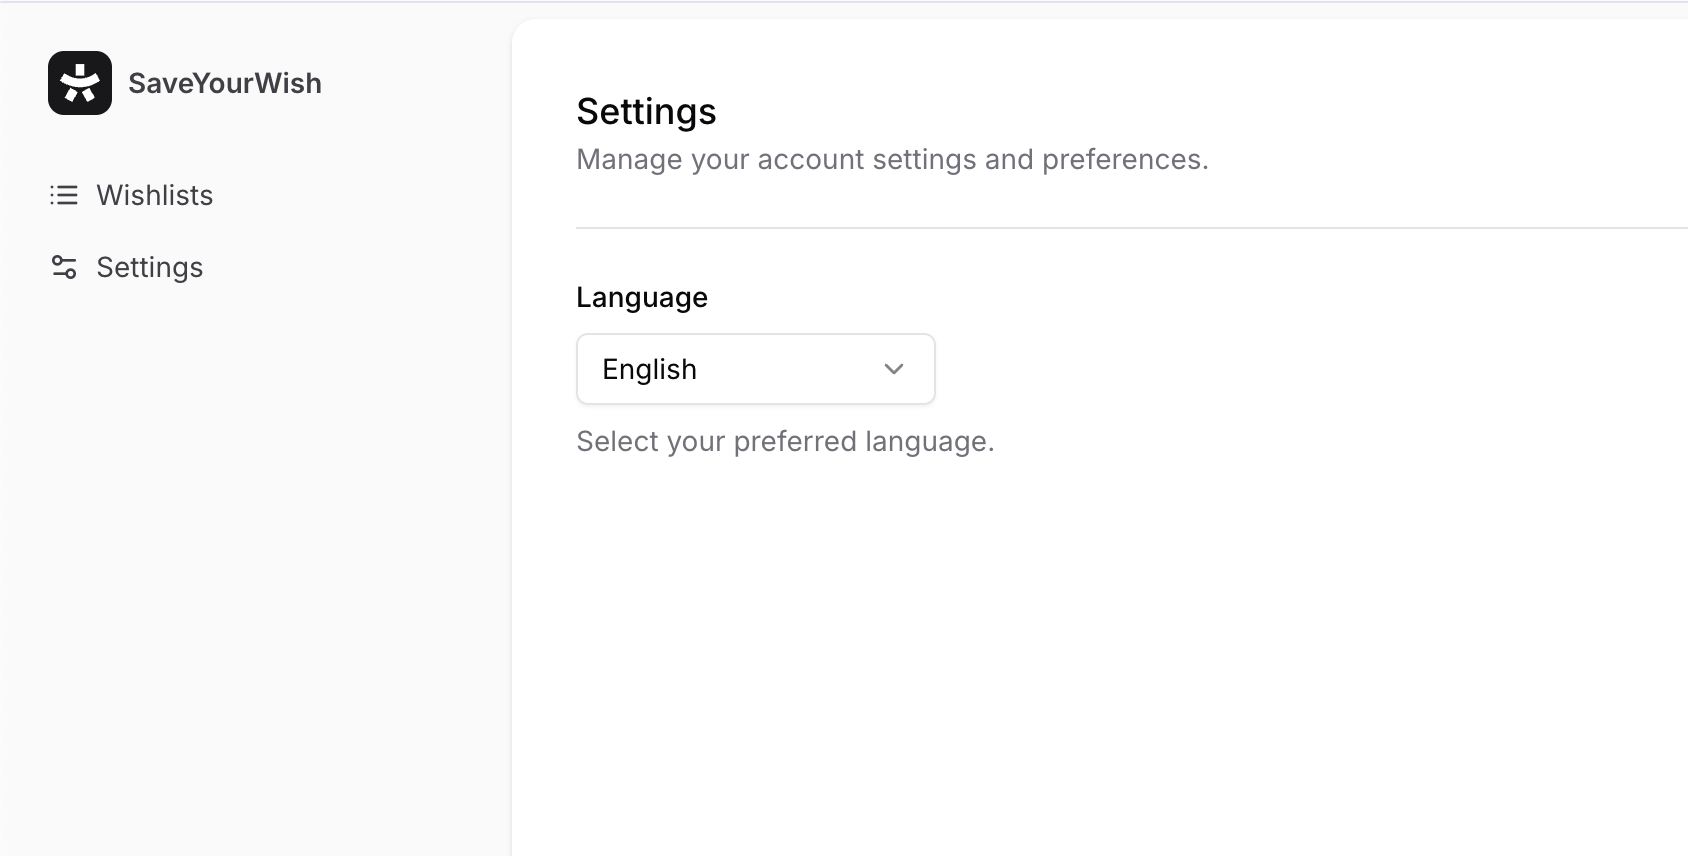 SaveYourWish
Wishlists
Settings
Settings
Manage your account settings and preferences.
Language
English
Select your preferred language.